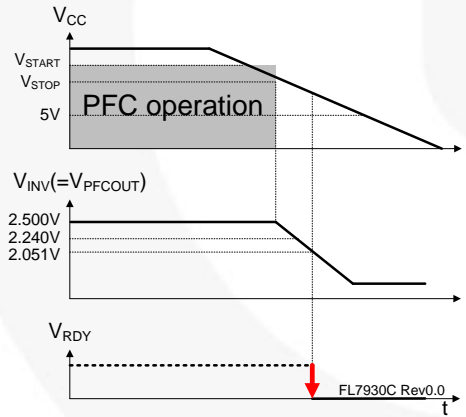 VCC
VSTART
VSTOP
PFC operation
5V
VINV(=VPFCOUT)
2.500V
2.240V
2.051V
VRDY
FL7930C Rev0.0
t